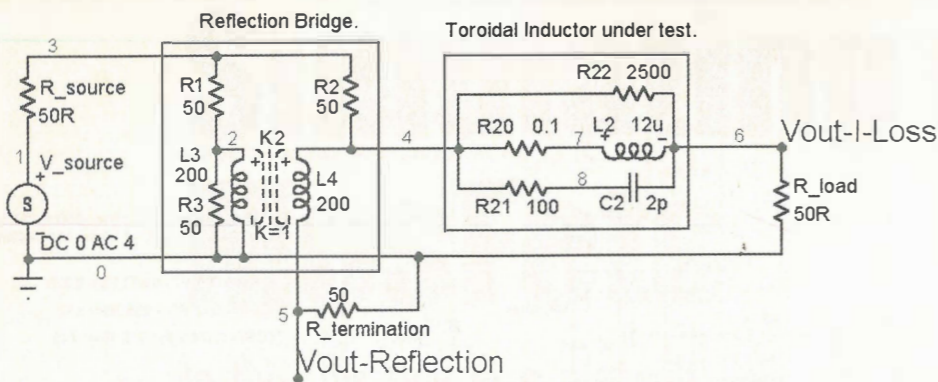 Reflection Bridge.
Toroidal Inductor under test.
3
R_source
50R
R1
50
R2
50
R22 2500
4
R20 0.1
7
L2 12u
+
-
6
Vout-I-Loss
1
+
V_source
S
-
DC 0 AC 4
0
2
K2
L3
200
+
+
L4
200
R3
50
K=1
8
R21 100
C2 2p
R_load
50R
50
5
R_termination
Vout-Reflection